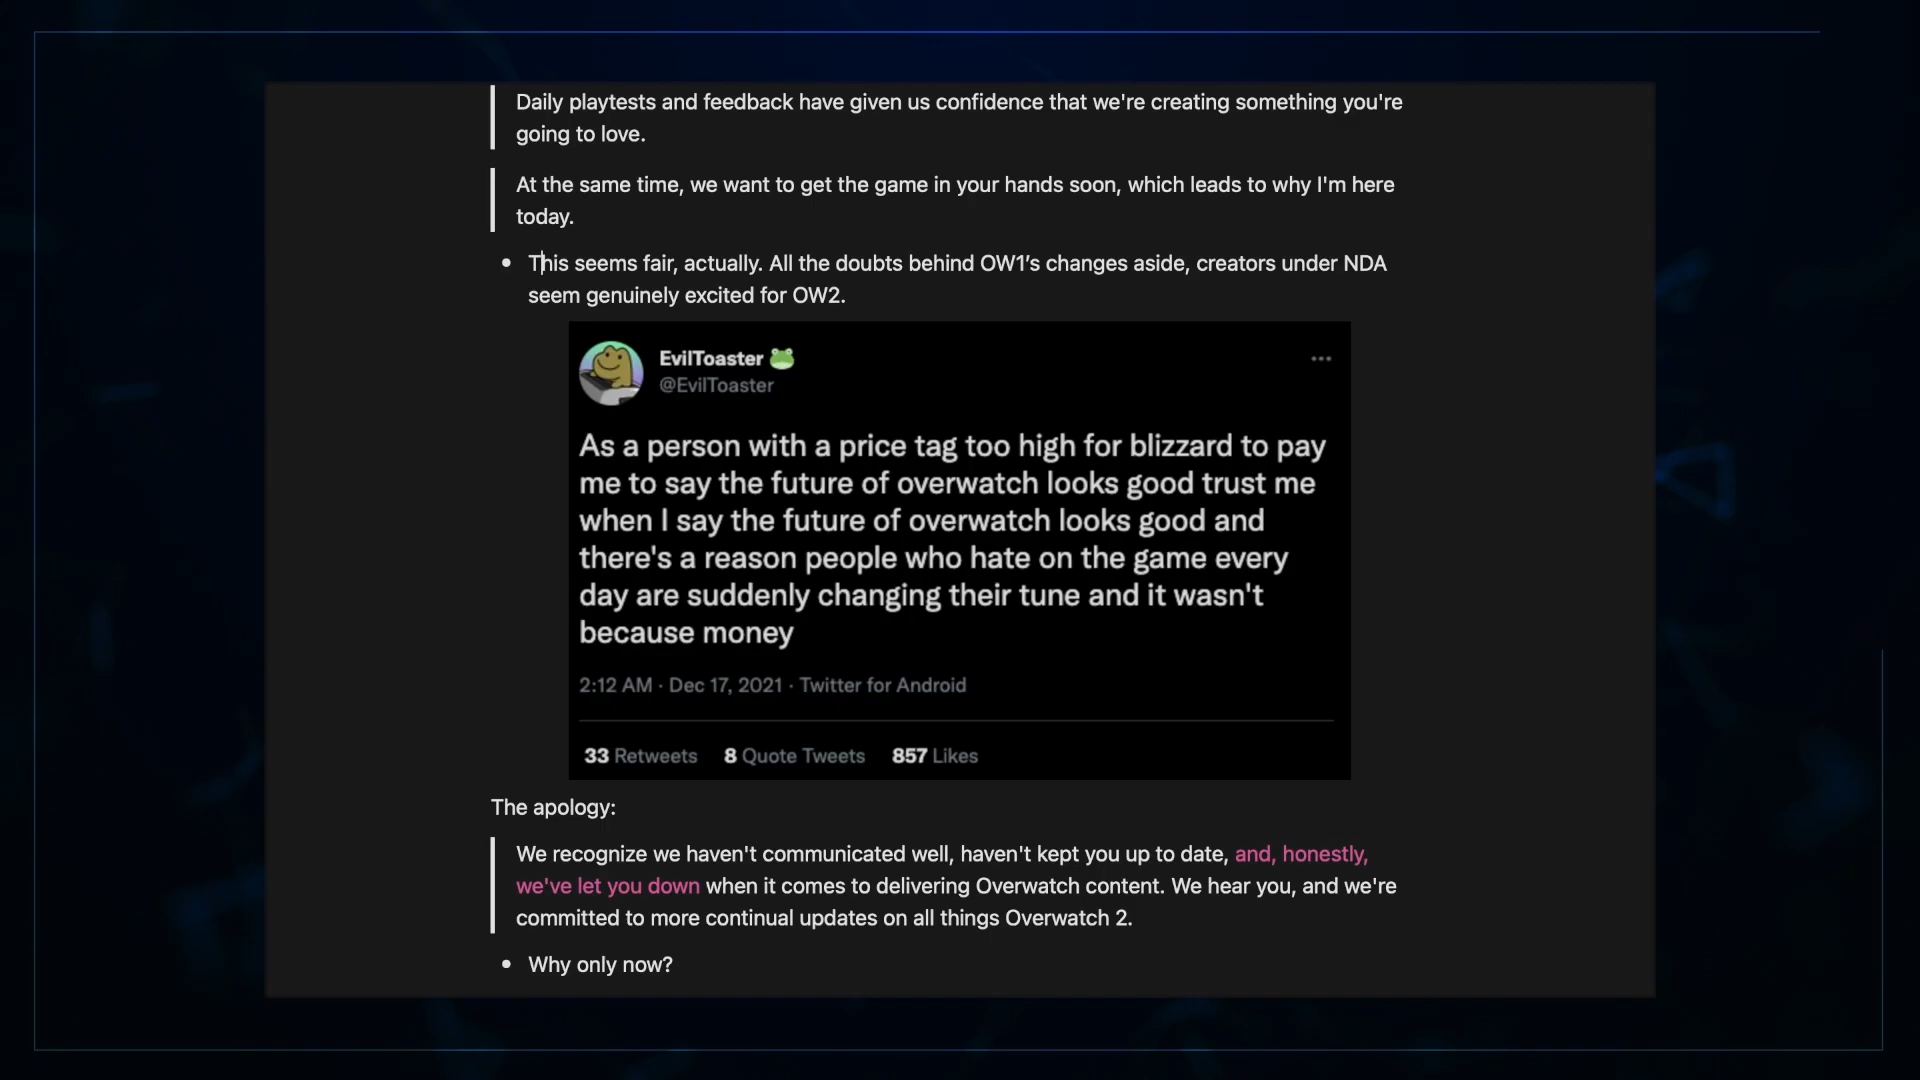 Daily playtests and feedback have given us confidence that we're creating something you're
going to love.
At the same time, we want to get the game in your hands soon, which leads to why I'm here
today.
• This seems fair, actually. All the doubts behind OW1’s changes aside, creators under NDA
seem genuinely excited for OW2.
EvilToaster 🐸
@EvilToaster
As a person with a price tag too high for blizzard to pay
me to say the future of overwatch looks good trust me
when I say the future of overwatch looks good and
there's a reason people who hate on the game every
day are suddenly changing their tune and it wasn't
because money
2:12 AM · Dec 17, 2021 · Twitter for Android
33 Retweets 8 Quote Tweets 857 Likes
The apology:
We recognize we haven't communicated well, haven't kept you up to date, and, honestly,
we've let you down when it comes to delivering Overwatch content. We hear you, and we're
committed to more continual updates on all things Overwatch 2.
• Why only now?